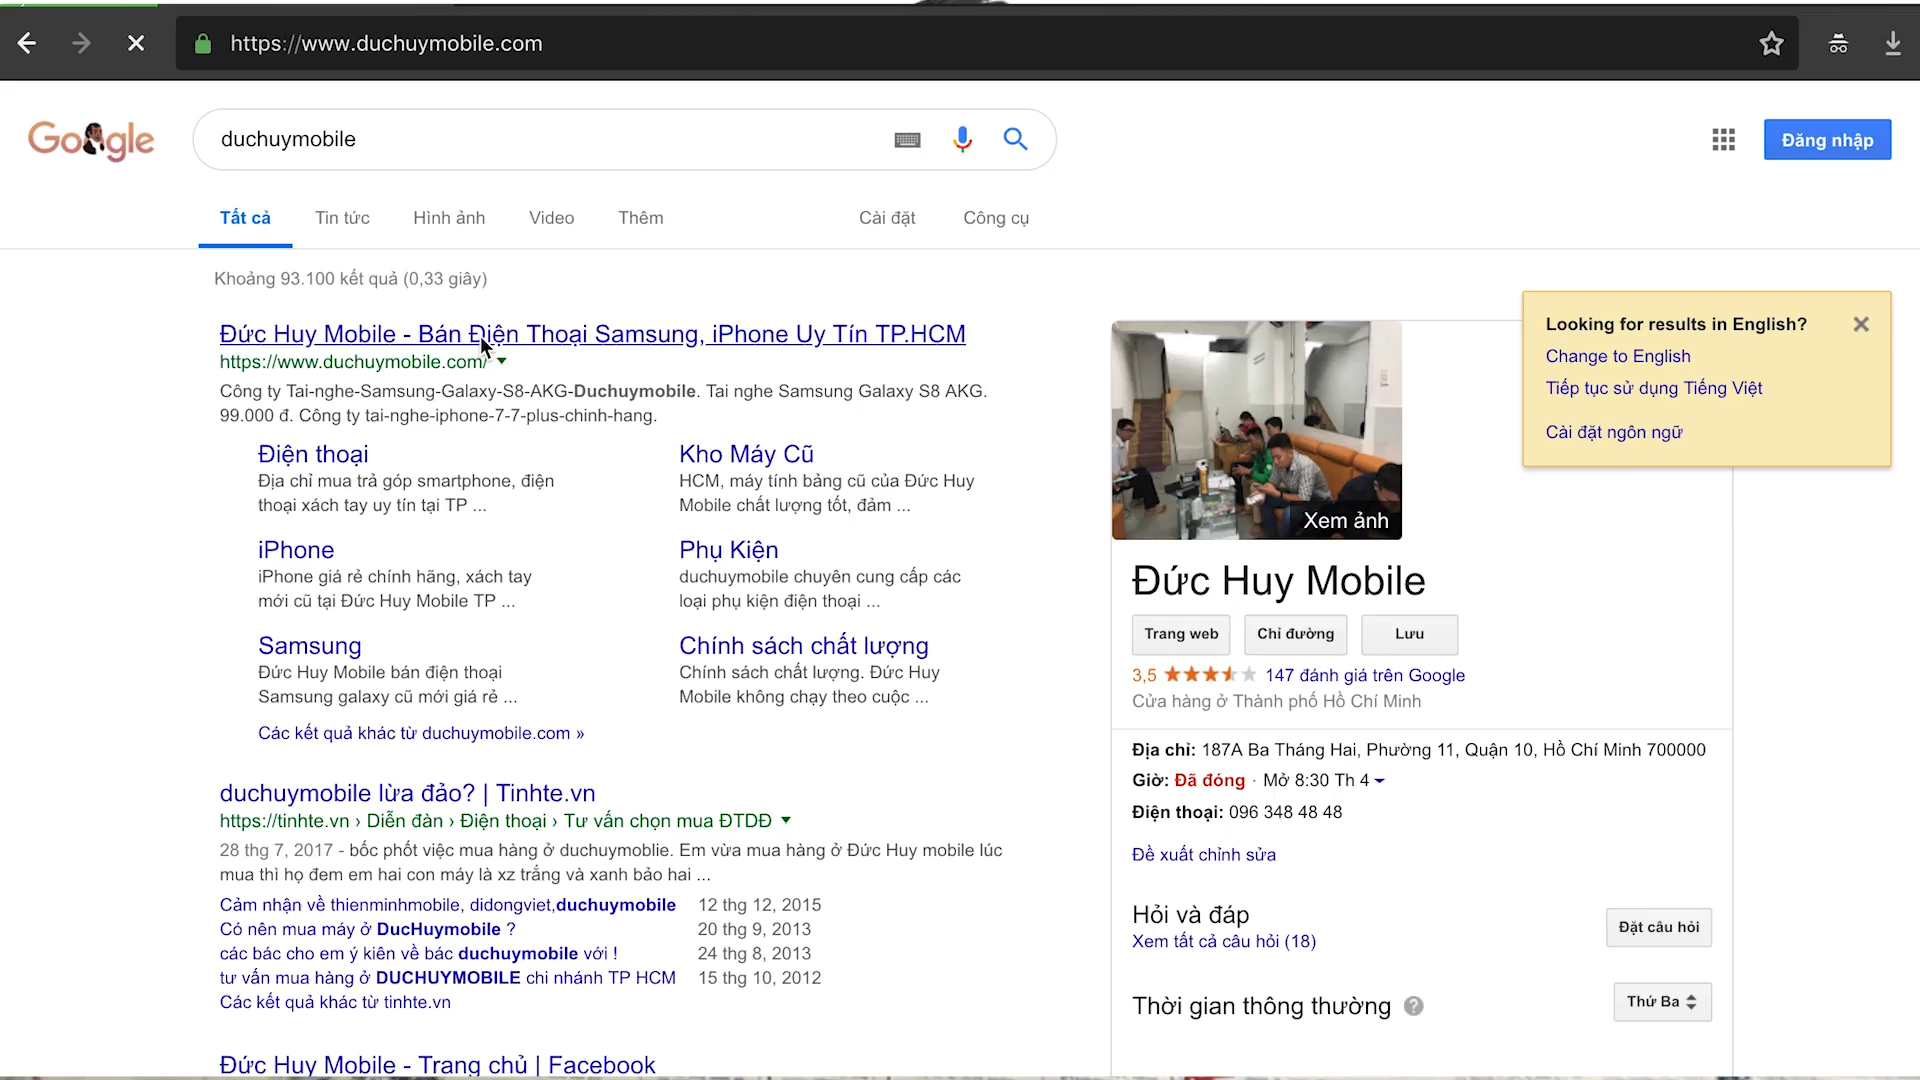 https://www.duchuymobile.com
Google
duchuymobile
Đăng nhập
Tất cả
Tin tức
Hình ảnh
Video
Thêm
Cài đặt
Công cụ
Khoảng 93.100 kết quả (0,33 giây)
Đức Huy Mobile - Bán Điện Thoại Samsung, iPhone Uy Tín TP.HCM
https://www.duchuymobile.com/
Công ty Tai-nghe-Samsung-Galaxy-S8-AKG-Duchuymobile. Tai nghe Samsung Galaxy S8 AKG.
99.000 đ. Công ty tai-nghe-iphone-7-7-plus-chinh-hang.
Điện thoại
Địa chỉ mua trả góp smartphone, điện
thoại xách tay uy tín tại TP ...
Kho Máy Cũ
HCM, máy tính bảng cũ của Đức Huy
Mobile chất lượng tốt, đảm ...
iPhone
iPhone giá rẻ chính hãng, xách tay
mới cũ tại Đức Huy Mobile TP ...
Phụ Kiện
duchuymobile chuyên cung cấp các
loại phụ kiện điện thoại ...
Samsung
Đức Huy Mobile bán điện thoại
Samsung galaxy cũ mới giá rẻ ...
Chính sách chất lượng
Chính sách chất lượng. Đức Huy
Mobile không chạy theo cuộc ...
Các kết quả khác từ duchuymobile.com »
duchuymobile lừa đảo? | Tinhte.vn
https://tinhte.vn › Diễn đàn › Điện thoại › Tư vấn chọn mua ĐTDĐ
28 thg 7, 2017 - bốc phốt việc mua hàng ở duchuymoblie. Em vừa mua hàng ở Đức Huy mobile lúc
mua thì họ đem em hai con máy là xz trắng và xanh bảo hai ...
Cảm nhận về thienminhmobile, didongviet,duchuymobile 12 thg 12, 2015
Có nên mua máy ở DucHuymobile ? 20 thg 9, 2013
các bác cho em ý kiên về bác duchuymobile với ! 24 thg 8, 2013
tư vấn mua hàng ở DUCHUYMOBILE chi nhánh TP HCM 15 thg 10, 2012
Các kết quả khác từ tinhte.vn
Đức Huy Mobile - Trang chủ | Facebook
Looking for results in English?
Change to English
Tiếp tục sử dụng Tiếng Việt
Cài đặt ngôn ngữ
Xem ảnh
Đức Huy Mobile
Trang web
Chỉ đường
Lưu
3,5 147 đánh giá trên Google
Cửa hàng ở Thành phố Hồ Chí Minh
Địa chỉ: 187A Ba Tháng Hai, Phường 11, Quận 10, Hồ Chí Minh 700000
Giờ: Đã đóng · Mở 8:30 Th 4
Điện thoại: 096 348 48 48
Đề xuất chỉnh sửa
Hỏi và đáp
Xem tất cả câu hỏi (18)
Đặt câu hỏi
Thời gian thông thường ?
Thứ Ba